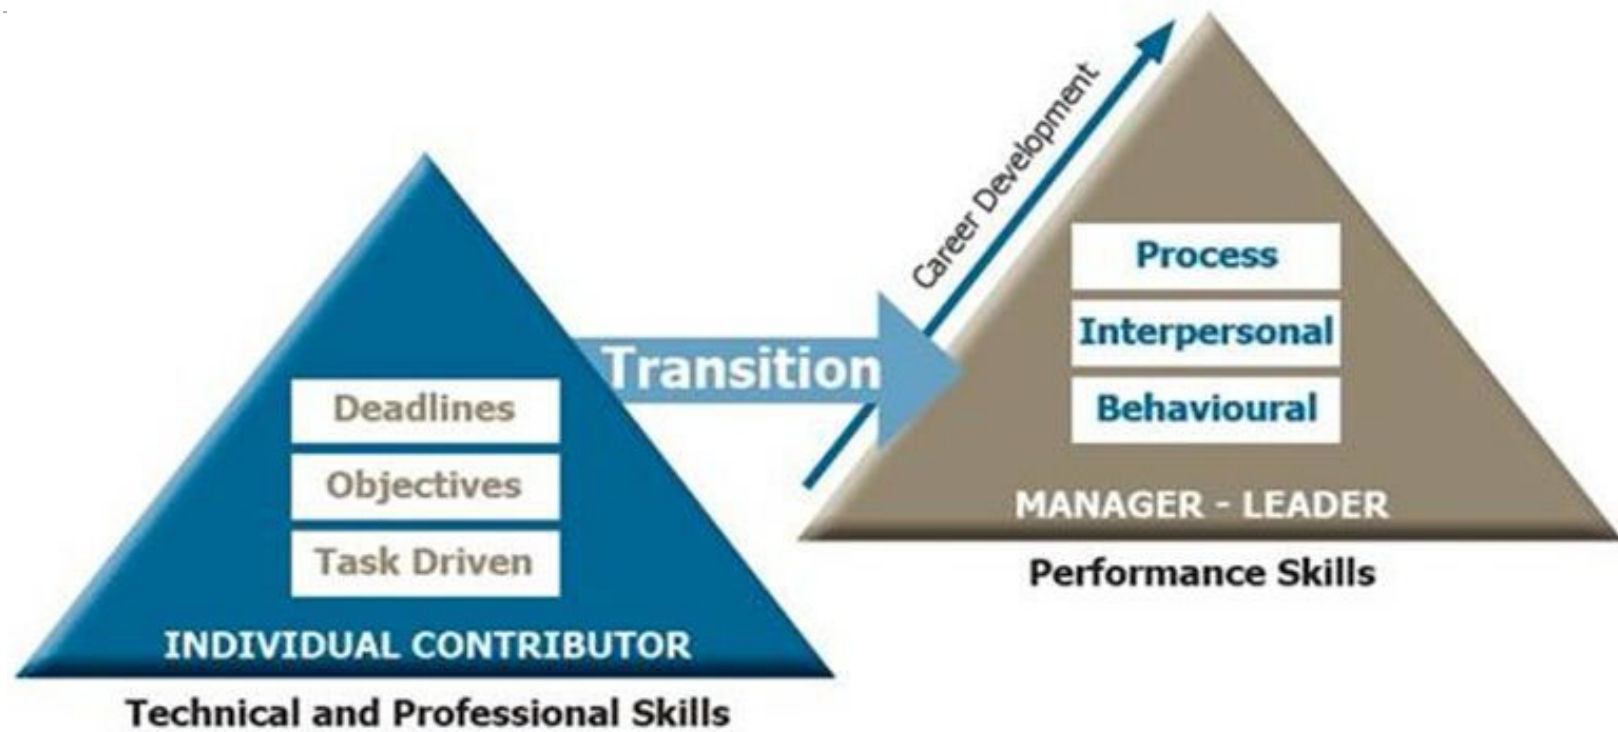 Deadlines
Objectives
Task Driven
INDIVIDUAL CONTRIBUTOR
Technical and Professional Skills
Transition
Career Development
Process
Interpersonal
Behavioural
MANAGER - LEADER
Performance Skills